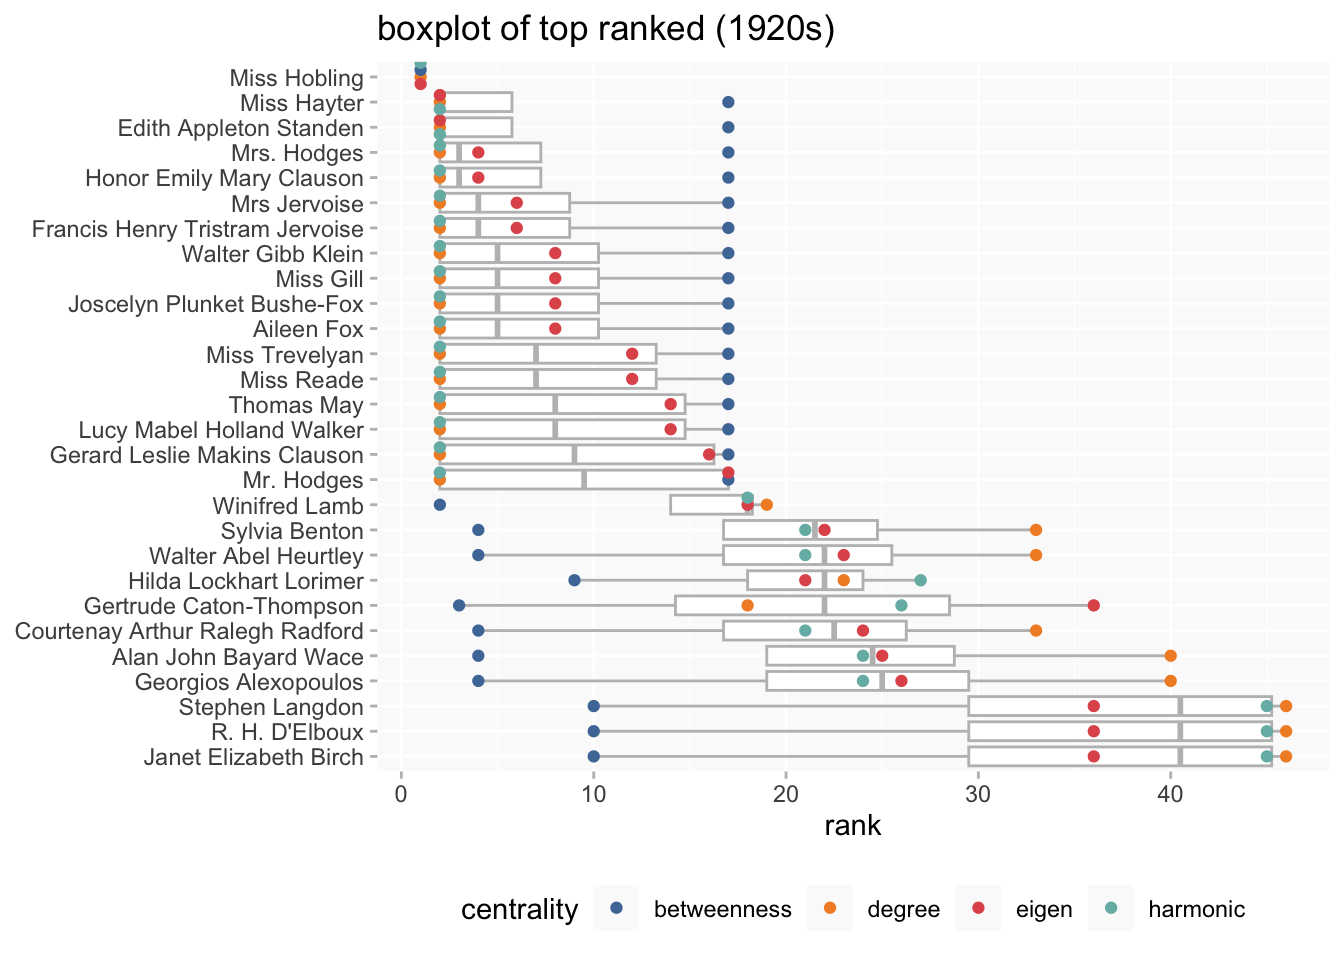 boxplot of top ranked (1920s)
Miss Hobling
Miss Hayter
Edith Appleton Standen
Mrs. Hodges
Honor Emily Mary Clauson
Mrs Jervoise
Francis Henry Tristram Jervoise
Walter Gibb Klein
Miss Gill
Joscelyn Plunket Bushe-Fox
Aileen Fox
Miss Trevelyan
Miss Reade
Thomas May
Lucy Mabel Holland Walker
Gerard Leslie Makins Clauson
Mr. Hodges
Winifred Lamb
Sylvia Benton
Walter Abel Heurtley
Hilda Lockhart Lorimer
Gertrude Caton-Thompson
Courtenay Arthur Ralegh Radford
Alan John Bayard Wace
Georgios Alexopoulos
Stephen Langdon
R. H. D'Elboux
Janet Elizabeth Birch
0 10 20 30 40
rank
centrality betweenness degree eigen harmonic